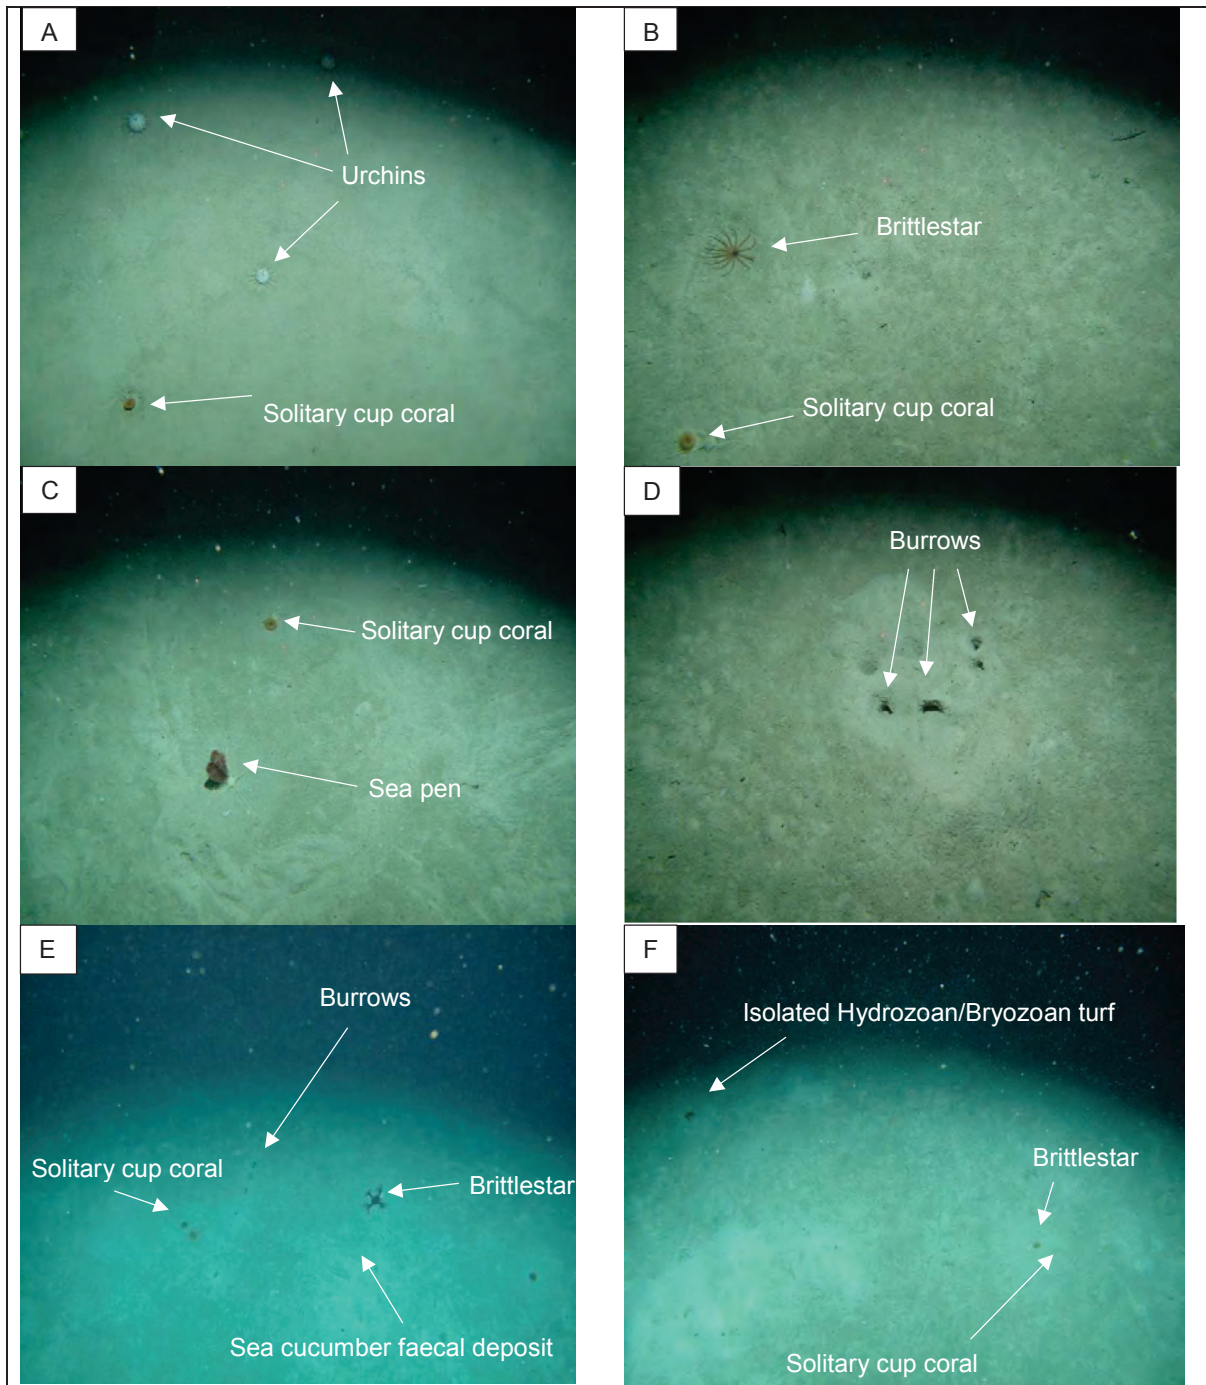 A
Urchins
Solitary cup coral
B
Brittlestar
Solitary cup coral
C
Solitary cup coral
Sea pen
D
Burrows
E
Burrows
Solitary cup coral
Brittlestar
Sea cucumber faecal deposit
F
Isolated Hydrozoan/Bryozoan turf
Brittlestar
Solitary cup coral